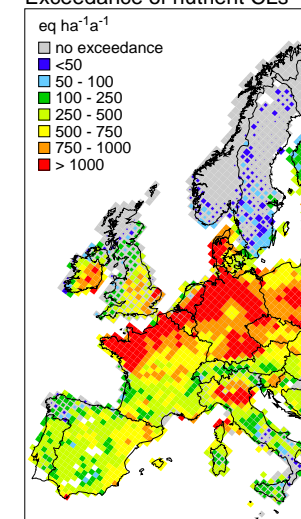 Exceedance of nutrient CLs
eq ha⁻¹a⁻¹
no exceedance
<50
50 - 100
100 - 250
250 - 500
500 - 750
750 - 1000
> 1000